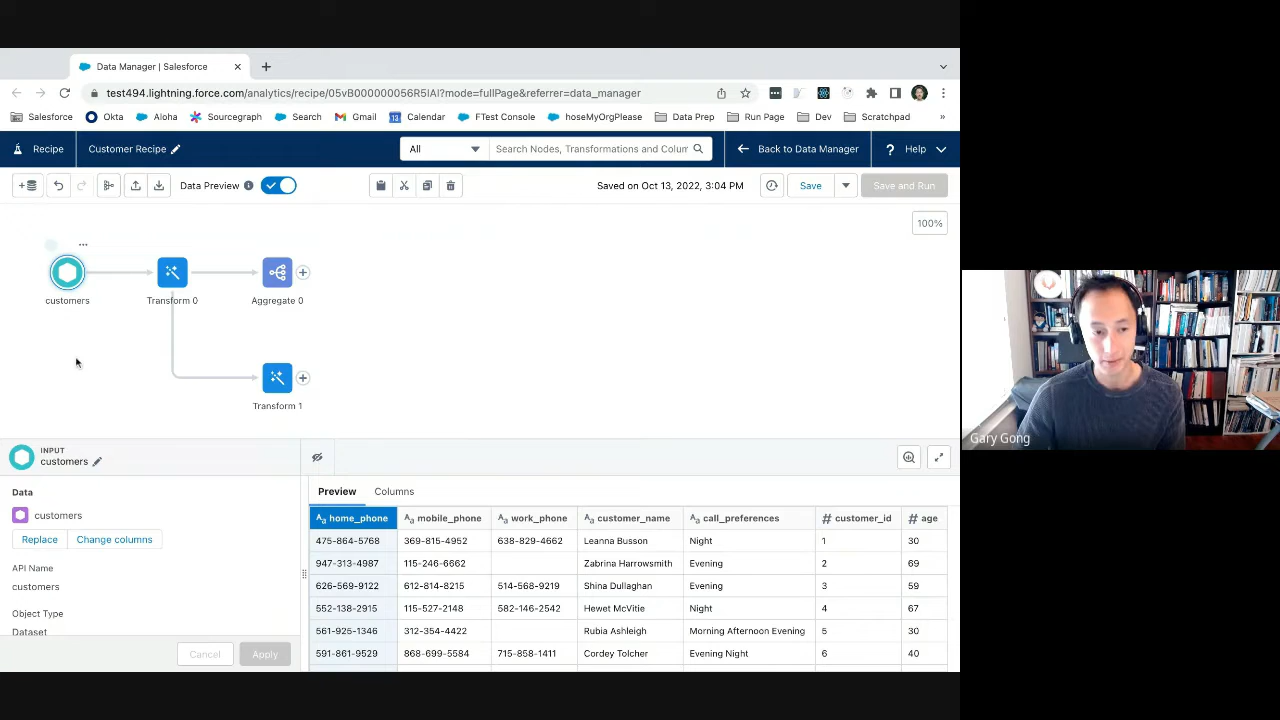 Data Manager | Salesforce
test494.lightning.force.com/analytics/recipe/05vB000000056R5IAI?mode=fullPage&referrer=data_manager
Salesforce Okta Aloha Sourcegraph Search Gmail Calendar FTest Console hoseMyOrgPlease Data Prep Run Page Dev Scratchpad »
Recipe Customer Recipe All Search Nodes, Transformations and Colum Back to Data Manager ? Help
Data Preview Saved on Oct 13, 2022, 3:04 PM Save Save and Run
100%
customers Transform 0 Aggregate 0
Transform 1
INPUT
customers
Data
customers
Replace Change columns
API Name
customers
Object Type
Dataset
Cancel Apply
Preview Columns
home_phone mobile_phone work_phone customer_name call_preferences # customer_id # age
475-864-5768 369-815-4952 638-829-4662 Leanna Busson Night 1 30
947-313-4987 115-246-6662 Zabrina Harrowsmith Evening 2 69
626-569-9122 612-814-8215 514-568-9219 Shina Dullaghan Evening 3 59
552-138-2915 115-527-2148 582-146-2542 Hewet McVitie Night 4 67
561-925-1346 312-354-4422 Rubia Ashleigh Morning Afternoon Evening 5 30
591-861-9529 868-699-5584 715-858-1411 Cordey Tolcher Evening Night 6 40
Gary Gong